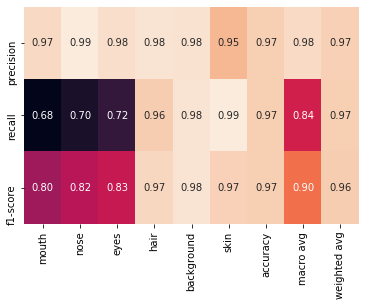 precision 0.97 0.99 0.98 0.98 0.98 0.95 0.97 0.98 0.97
recall 0.68 0.70 0.72 0.96 0.98 0.99 0.97 0.84 0.97
f1-score 0.80 0.82 0.83 0.97 0.98 0.97 0.97 0.90 0.96
mouth nose eyes hair background skin accuracy macro avg weighted avg